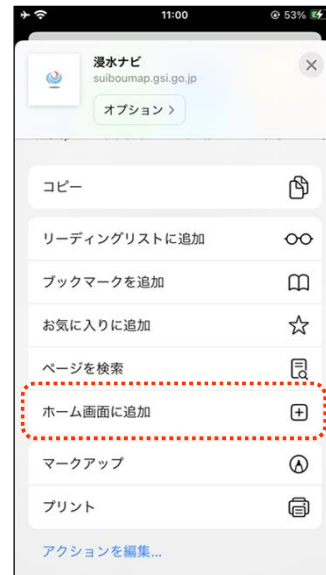 11:00
53%
浸水ナビ
suiboumap.gsi.go.jp
オプション >
コピー
リーディングリストに追加
ブックマークを追加
お気に入りに追加
ページを検索
ホーム画面に追加
マークアップ
プリント
アクションを編集...